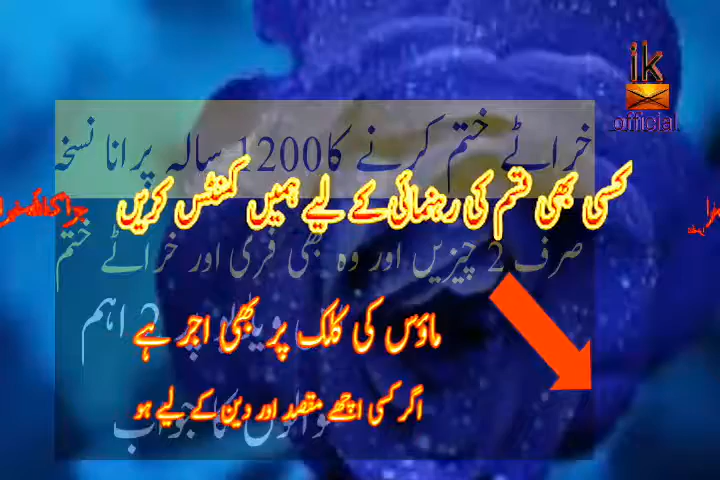 ik
official
خراٹے ختم کرنے کا 1200 سالہ پرانا نسخہ
کسی بھی قسم کی رہنمائی کے لیے ہمیں کمنٹس کریں
صرف 2 چیزیں اور وہ بھی فری اور خراٹے ختم
2 اہم
ماؤس کی کلک پر بھی اجر ہے
اگر کسی اچھے مقصد اور دین کے لیے ہو
کا جواب